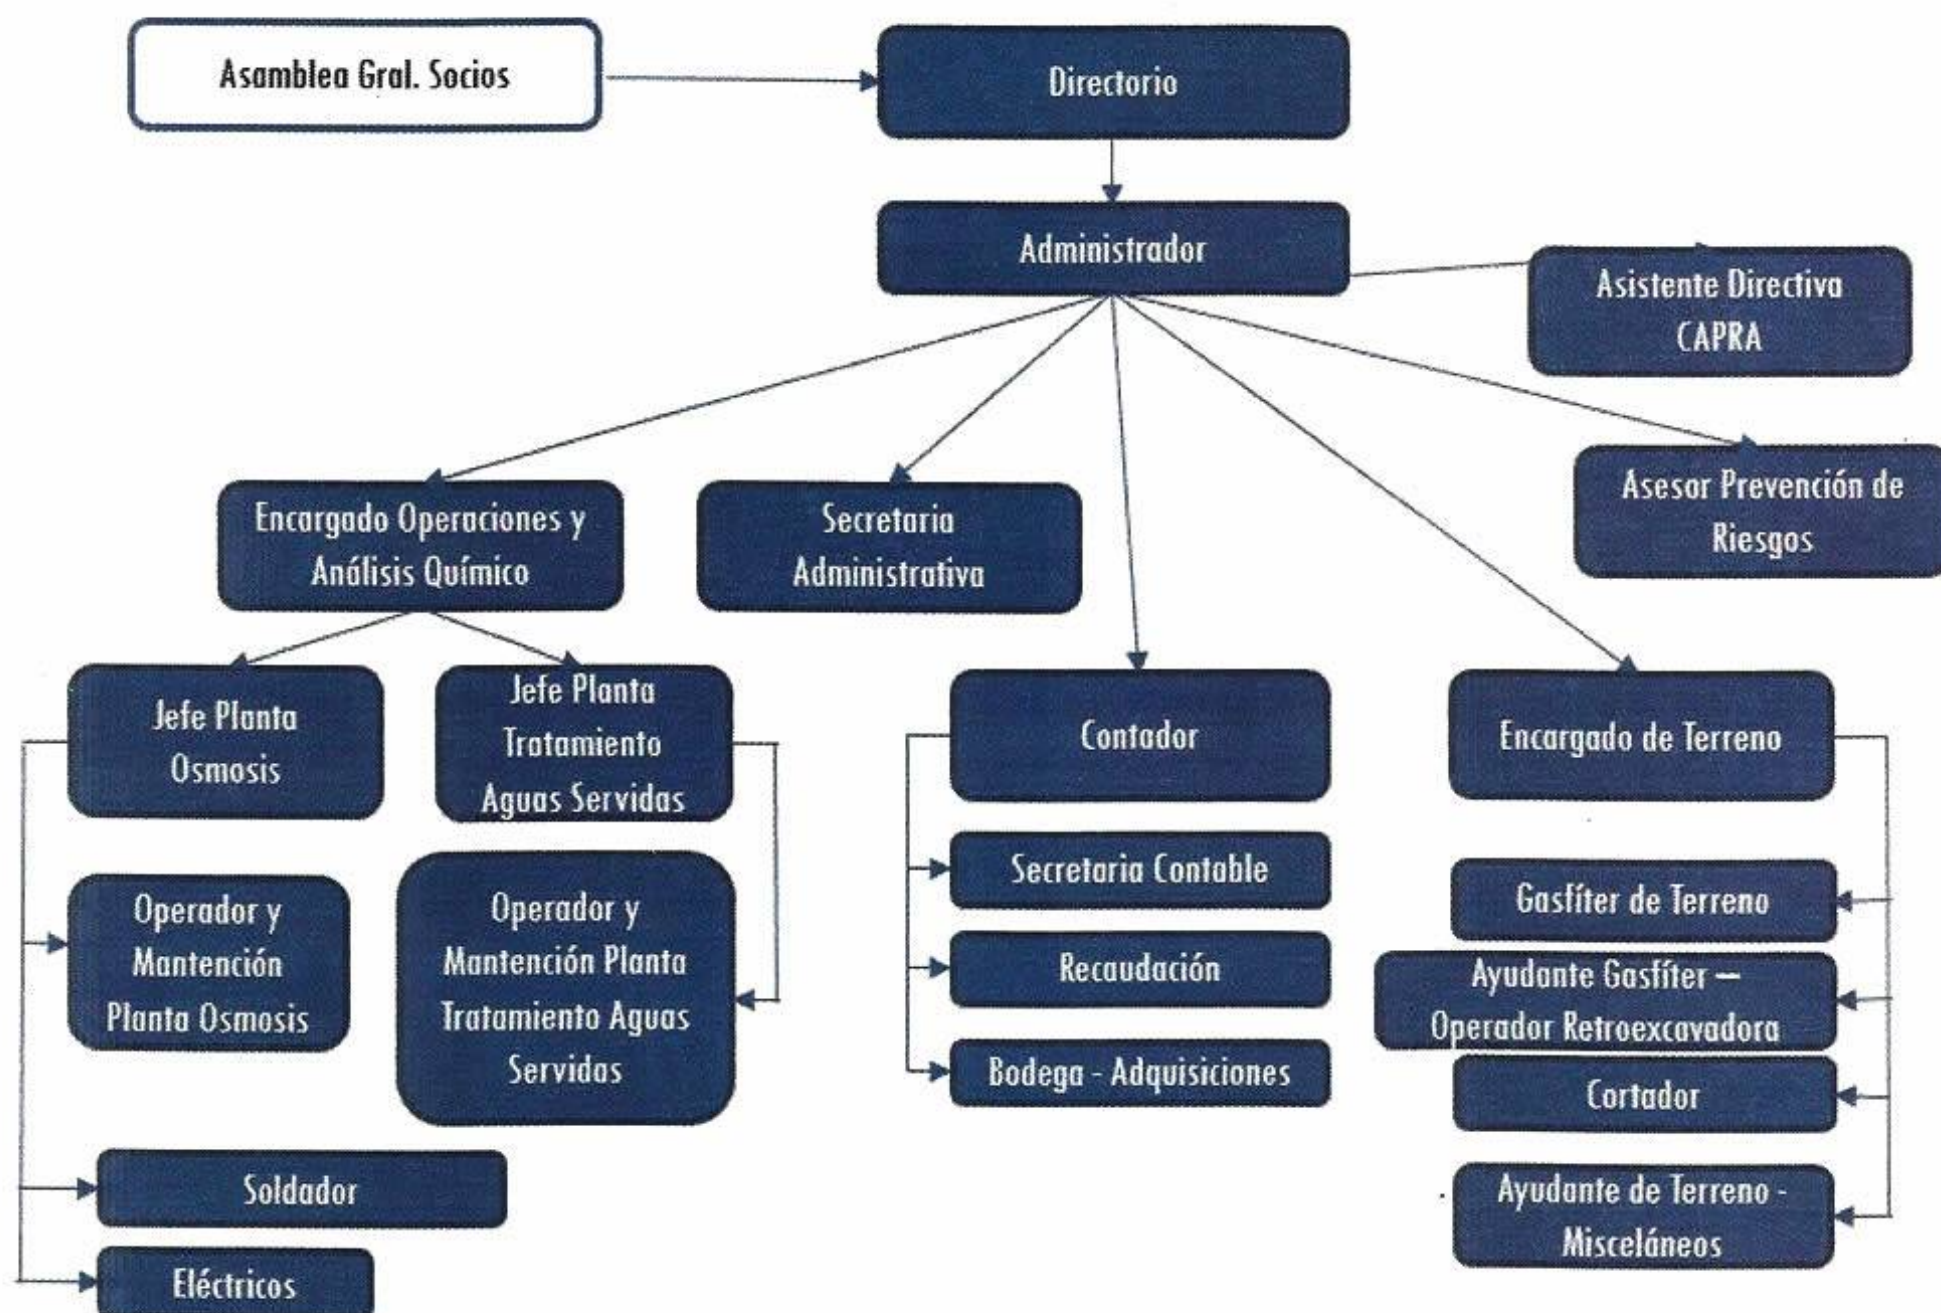 Asamblea Gral. Socios
Directorio
Administrador
Asistente Directiva
CAPRA
Asesor Prevención de
Riesgos
Encargado Operaciones y
Análisis Químico
Secretaria
Administrativa
Jefe Planta
Osmosis
Jefe Planta
Tratamiento
Aguas Servidas
Contador
Encargado de Terreno
Operador y
Mantención
Planta Osmosis
Operador y
Mantención Planta
Tratamiento Aguas
Servidas
Secretaria Contable
Recaudación
Bodega - Adquisiciones
Gasfíter de Terreno
Ayudante Gasfíter –
Operador Retroexcavadora
Cortador
Ayudante de Terreno -
Misceláneos
Soldador
Eléctricos